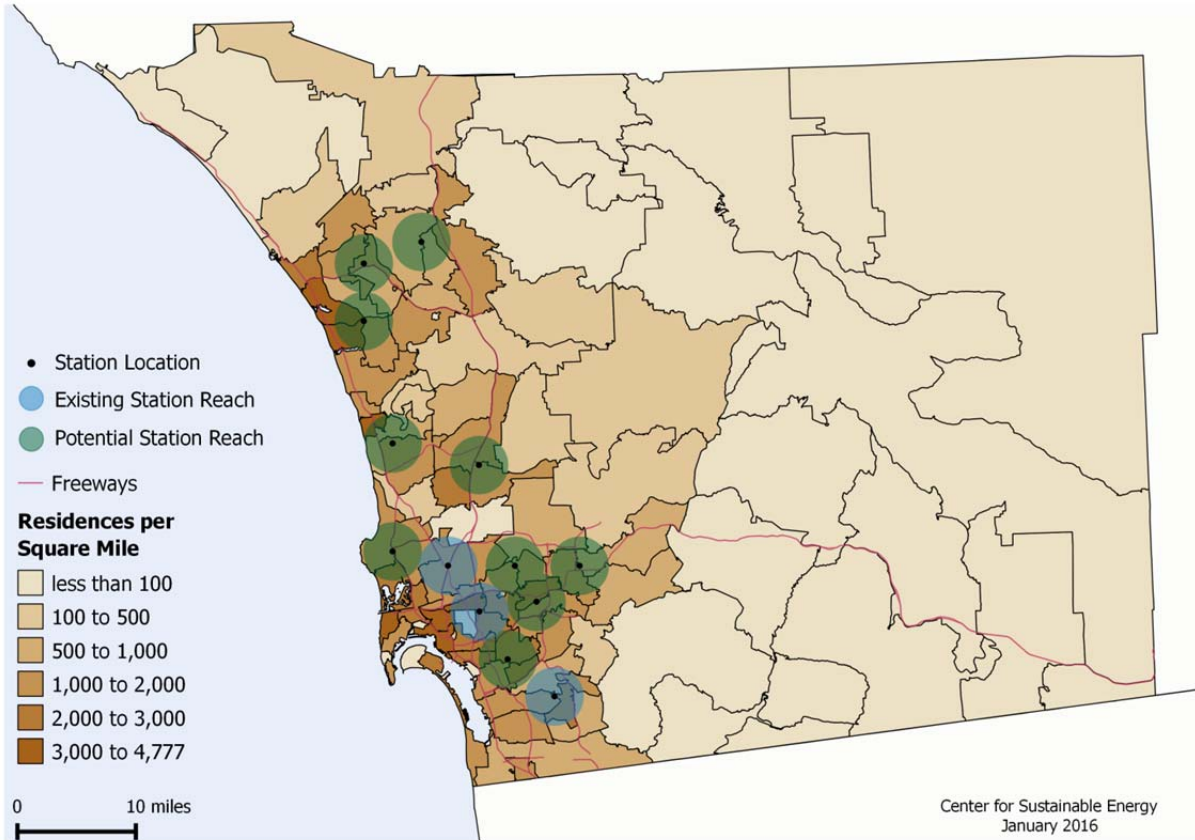 Station Location
Existing Station Reach
Potential Station Reach
Freeways
Residences per
Square Mile
less than 100
100 to 500
500 to 1,000
1,000 to 2,000
2,000 to 3,000
3,000 to 4,777
0 10 miles
Center for Sustainable Energy
January 2016